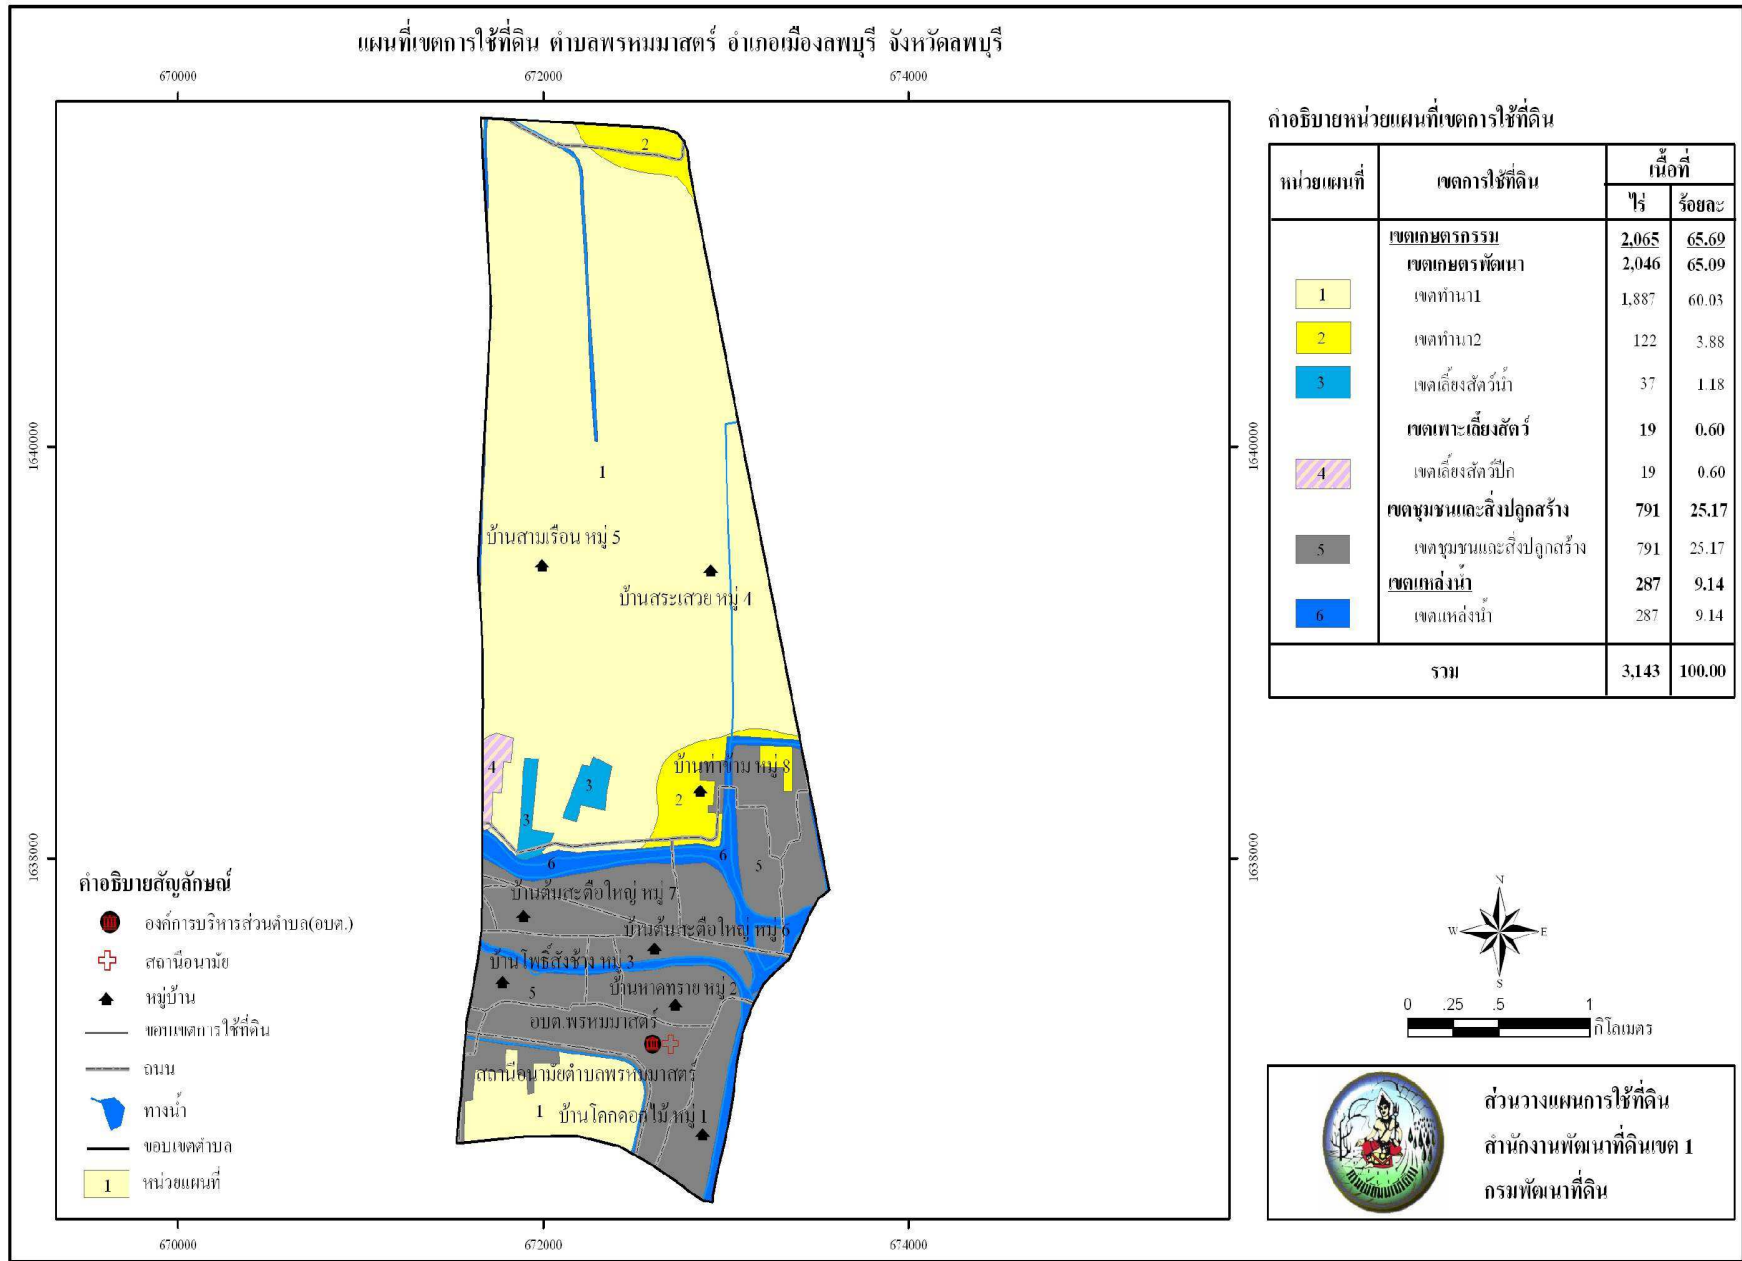 แผนที่เขตการใช้ที่ดิน ตำบลพรหมมาสตร์ อำเภอเมืองลพบุรี จังหวัดลพบุรี
670000 672000 674000
1640000 1640000
1638000 1638000
2
1
บ้านสามเรือน หมู่ 5
บ้านสระเสวย หมู่ 4
4
3
3
บ้านท่าข้าม หมู่ 8
2
6
6
5
บ้านต้นสะตือใหญ่ หมู่ 7
บ้านต้นสะตือใหญ่ หมู่ 6
บ้านโพธิ์สังช้าง หมู่ 3
5
บ้านหาดทราย หมู่ 2
อบต.พรหมมาสตร์
สถานีอนามัยตำบลพรหมมาสตร์
1
บ้านโคกดอกไม้ หมู่ 1
670000 672000 674000
คำอธิบายสัญลักษณ์
องค์การบริหารส่วนตำบล(อบต.)
สถานีอนามัย
หมู่บ้าน
ขอบเขตการใช้ที่ดิน
ถนน
ทางน้ำ
ขอบเขตตำบล
1 หน่วยแผนที่
คำอธิบายหน่วยแผนที่เขตการใช้ที่ดิน
หน่วยแผนที่ เขตการใช้ที่ดิน เนื้อที่
ไร่ ร้อยละ
เขตเกษตรกรรม 2,065 65.69
เขตเกษตรพัฒนา 2,046 65.09
1 เขตทำนา1 1,887 60.03
2 เขตทำนา2 122 3.88
3 เขตเลี้ยงสัตว์น้ำ 37 1.18
เขตเพาะเลี้ยงสัตว์ 19 0.60
4 เขตเลี้ยงสัตว์ปีก 19 0.60
เขตชุมชนและสิ่งปลูกสร้าง 791 25.17
5 เขตชุมชนและสิ่งปลูกสร้าง 791 25.17
เขตแหล่งน้ำ 287 9.14
6 เขตแหล่งน้ำ 287 9.14
รวม 3,143 100.00
N
W E
S
0 .25 .5 1
กิโลเมตร
ส่วนวางแผนการใช้ที่ดิน
สำนักงานพัฒนาที่ดินเขต 1
กรมพัฒนาที่ดิน
กรมพัฒนาที่ดิน